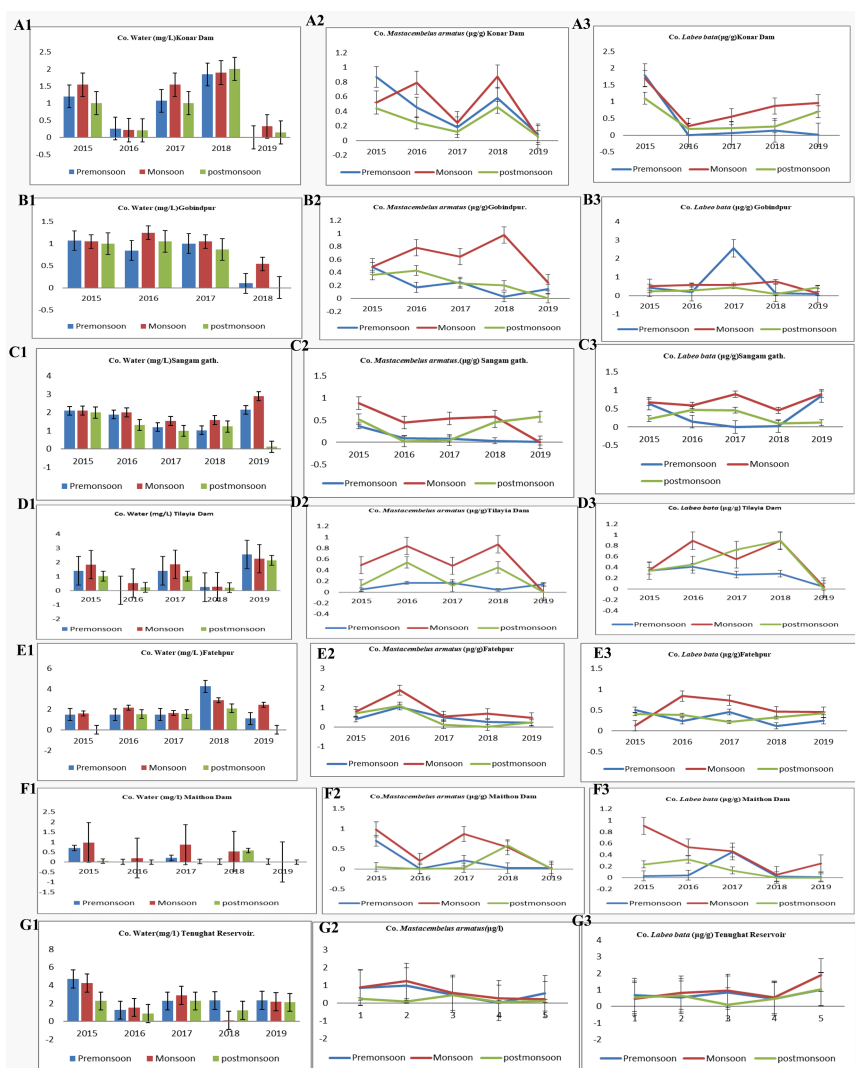 A1
Co. Water (mg/L)Konar Dam
2.5
2
1.5
1
0.5
0
0.5
2015 2016 2017 2018 2019
Premonsoon Monsoon postmonsoon
A2
Co. Mastacembelus armatus (µg/g) Konar Dam
1.2
1
0.8
0.6
0.4
0.2
0
0.2
2015 2016 2017 2018 2019
Premonsoon Monsoon postmonsoon
A3
Co. Labeo bata(µg/g)Konar Dam
2.5
2
1.5
1
0.5
0
0.5
2015 2016 2017 2018 2019
Premonsoon Monsoon postmonsoon
B1
Co. Water (mg/L)Gobindpur
1.5
1
0.5
0
0.5
2015 2016 2017 2018
Premonsoon Monsoon postmonsoon
B2
Co. Mastacembelus armatus (µg/g)Gobindpur.
1.2
1
0.8
0.6
0.4
0.2
0
0.2
2015 2016 2017 2018 2019
Premonsoon Monsoon postmonsoon
B3
Co. Labeo bata (µg/g) Gobindpur
4
3
2
1
0
1
2015 2016 2017 2018 2019
Premonsoon Monsoon postmonsoon
C1
Co. Water (mg/L)Sangam gath.
4
3
2
1
0
1
2015 2016 2017 2018 2019
Premonsoon Monsoon postmonsoon
C2
Co. Mastacembelus armatus.(µg/g) Sangam gath.
1.5
1
0.5
0
0.5
2015 2016 2017 2018 2019
Premonsoon Monsoon postmonsoon
C3
Co. Labeo bata (µg/g)Sangam gath.
1.5
1
0.5
0
0.5
2015 2016 2017 2018 2019
Premonsoon Monsoon
postmonsoon
D1
Co. Water (mg/L) Tilayia Dam
4
3
2
1
0
1
2
2015 2016 2017 2018 2019
Premonsoon Monsoon postmonsoon
D2
Co. Mastacembelus armatus (µg/g)Tilayia Dam
1.2
1
0.8
0.6
0.4
0.2
0
0.2
2015 2016 2017 2018 2019
Premonsoon Monsoon postmonsoon
D3
Co. Labeo bata (µg/g) Tilayia Dam
1.2
1
0.8
0.6
0.4
0.2
0
0.2
0.4
2015 2016 2017 2018 2019
Premonsoon Monsoon postmonsoon
E1
Co. Water (mg/L)Fatehpur
6
4
2
0
2
2015 2016 2017 2018 2019
Premonsoon Monsoon postmonsoon
E2
Co. Mastacembelus armatus (µg/g)Fatehpur
3
2
1
0
1
2015 2016 2017 2018 2019
Premonsoon Monsoon postmonsoon
E3
Co. Labeo bata (µg/g)Fatehpur
1.5
1
0.5
0
0.5
2015 2016 2017 2018 2019
Premonsoon Monsoon postmonsoon
F1
Co. Water (mg/l) Maithon Dam
2.5
2
1.5
1
0.5
0
0.5
1
1.5
2015 2016 2017 2018 2019
Premonsoon Monsoon postmonsoon
F2
Co.Mastacembelus armatus (µg/g) Maithon Dam
1.5
1
0.5
0
0.5
2015 2016 2017 2018 2019
Premonsoon Monsoon postmonsoon
F3
Co. Labeo bata (µg/g) Maithon Dam
1.2
1
0.8
0.6
0.4
0.2
0
0.2
2015 2016 2017 2018 2019
Premonsoon Monsoon postmonsoon
G1
Co. Water(mg/l) Tenughat Reservoir.
8
6
4
2
0
2
2015 2016 2017 2018 2019
Premonsoon Monsoon postmonsoon
G2
Co. Mastacembelus armatus(µg/l)
4
3
2
1
0
1
2
1 2 3 4 5
Premonsoon Monsoon postmonsoon
G3
Co. Labeo bata (µg/g) Tenughat Reservoir
4
3
2
1
0
1
2
1 2 3 4 5
Premonsoon Monsoon postmonsoon